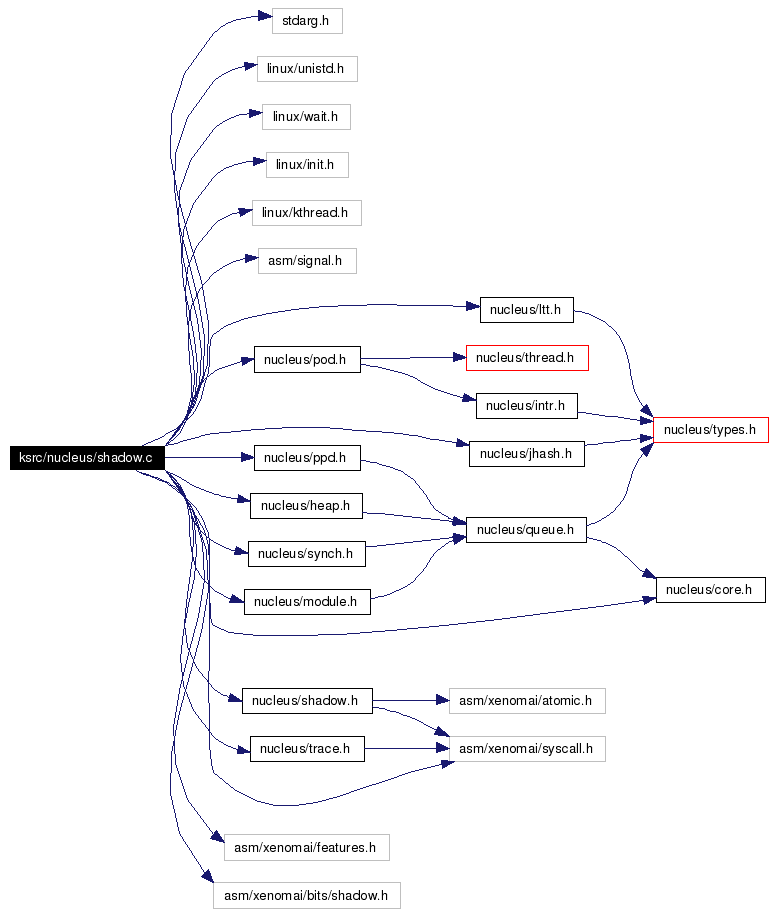 stdarg.h
linux/unistd.h
linux/wait.h
linux/init.h
linux/kthread.h
asm/signal.h
nucleus/ltt.h
nucleus/pod.h
nucleus/thread.h
nucleus/intr.h
nucleus/types.h
ksrc/nucleus/shadow.c
nucleus/ppd.h
nucleus/jhash.h
nucleus/heap.h
nucleus/queue.h
nucleus/synch.h
nucleus/module.h
nucleus/core.h
nucleus/shadow.h
asm/xenomai/atomic.h
nucleus/trace.h
asm/xenomai/syscall.h
asm/xenomai/features.h
asm/xenomai/bits/shadow.h